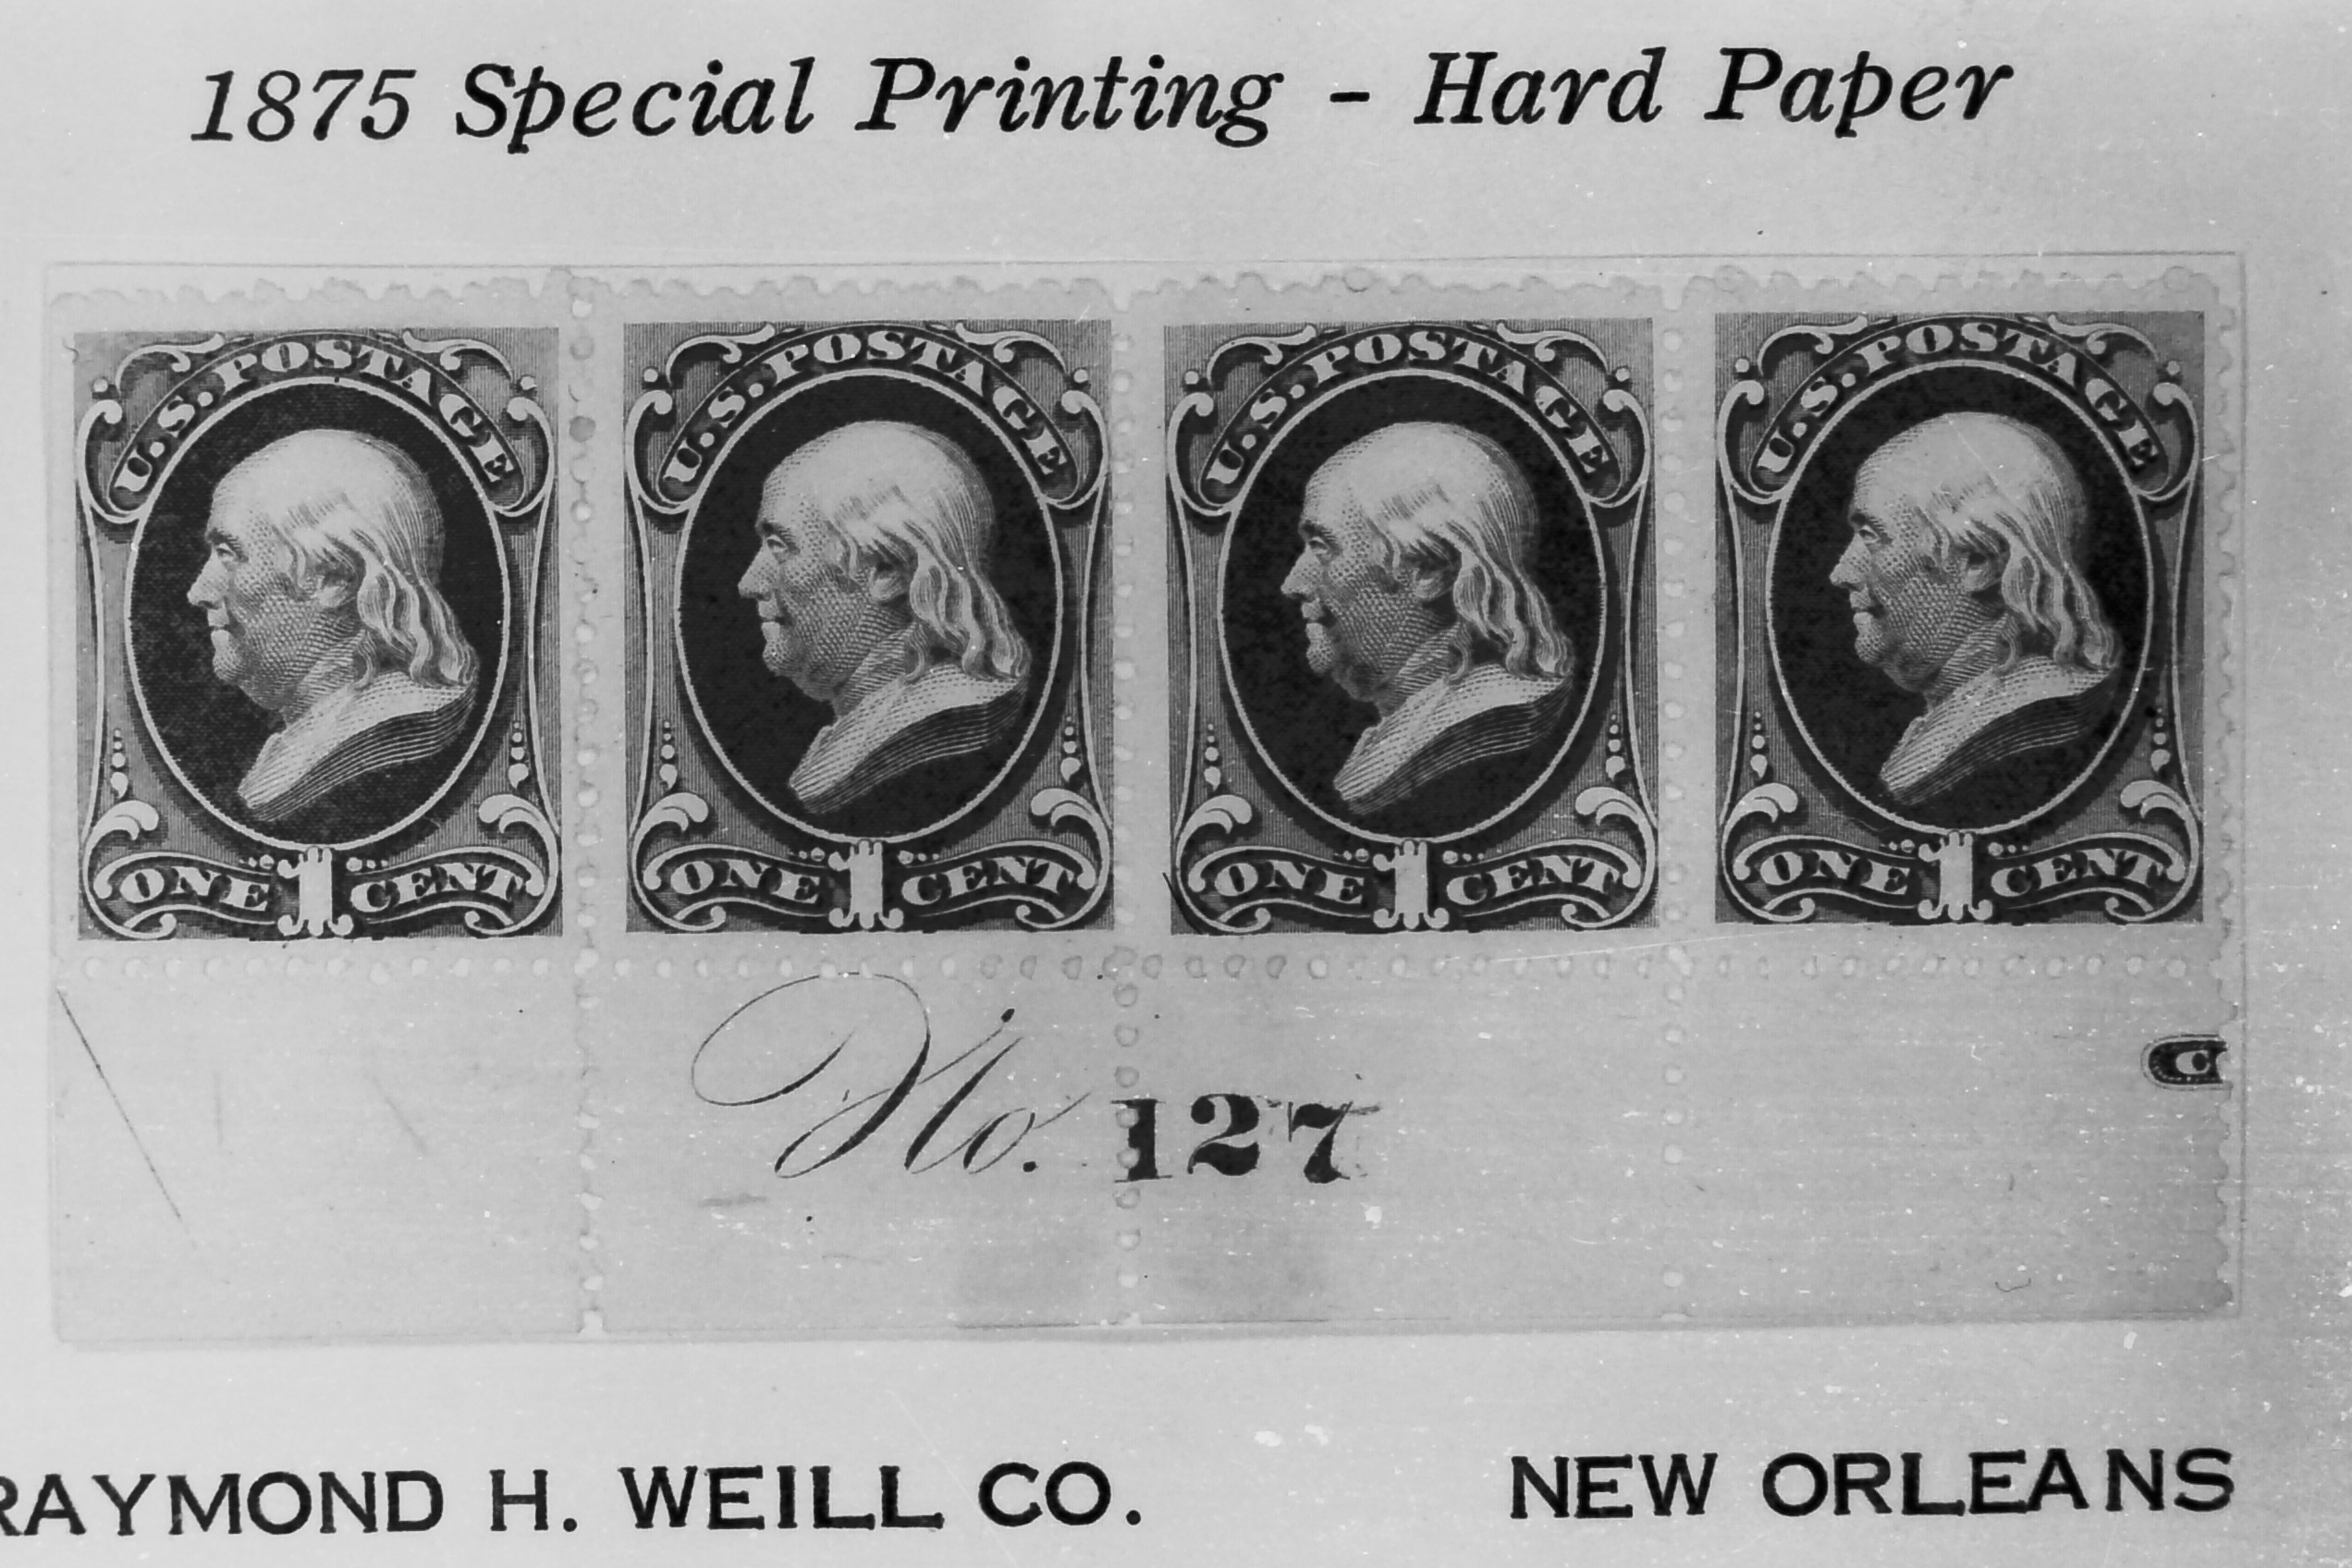 1875 Special Printing - Hard Paper
U.S. POSTAGE U.S. POSTAGE U.S. POSTAGE U.S. POSTAGE
ONE 1 CENT ONE 1 CENT ONE 1 CENT ONE 1 CENT
C
No. 127
RAYMOND H. WEILL CO. NEW ORLEANS